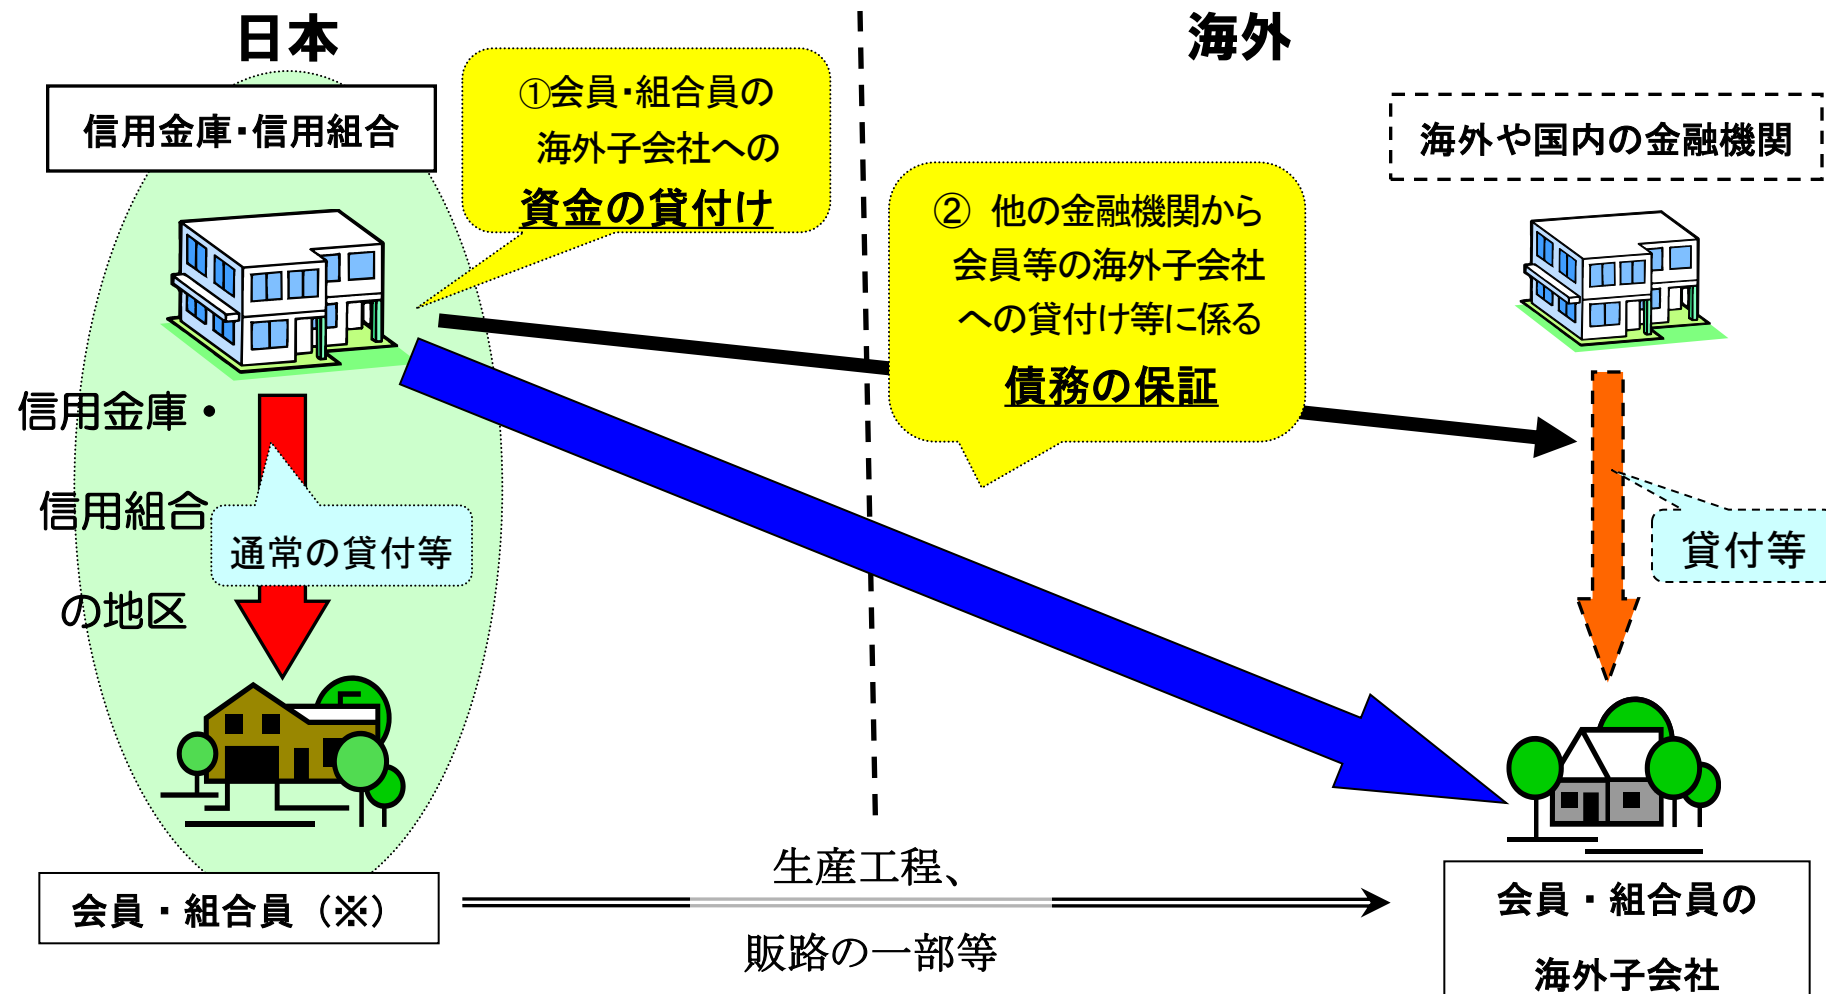 日本
海外
信用金庫・信用組合
①会員・組合員の
海外子会社への
資金の貸付け
海外や国内の金融機関
② 他の金融機関から
会員等の海外子会社
への貸付け等に係る
債務の保証
信用金庫・
信用組合
の地区
通常の貸付等
貸付等
生産工程、
販路の一部等
会員・組合員（※）
会員・組合員の
海外子会社